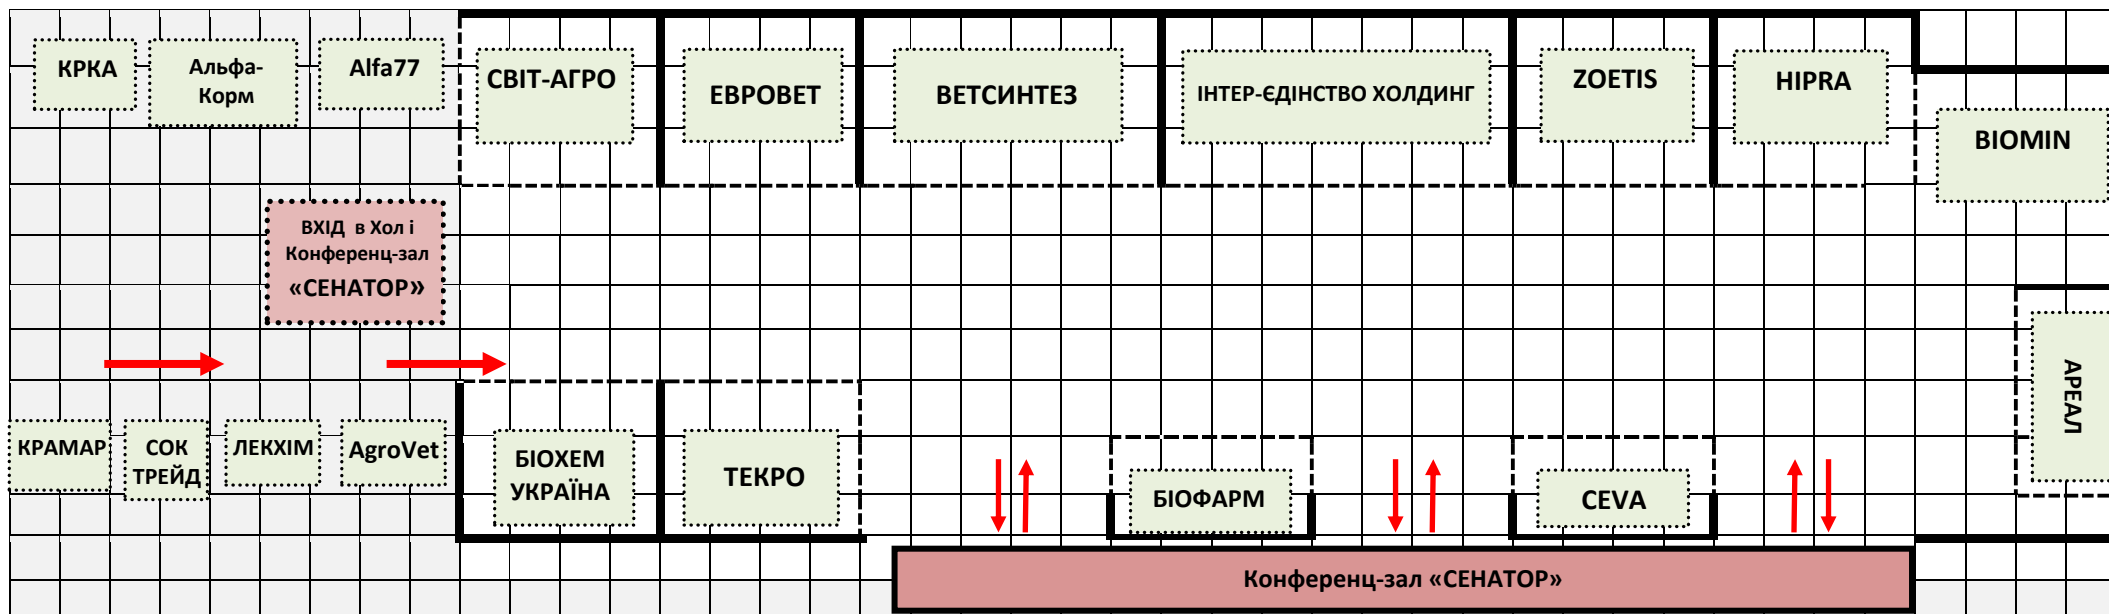 КРКА
Альфа-
Корм
Alfa77
СВІТ-АГРО
ЕВРОВЕТ
ВЕТСИНТЕЗ
ІНТЕР-ЄДІНСТВО ХОЛДИНГ
ZOETIS
HIPRA
BIOMIN
ВХІД в Хол і
Конференц-зал
«СЕНАТОР»
АРЕАЛ
КРАМАР
СОК
ТРЕЙД
ЛЕКХІМ
AgroVet
БІОХЕМ
УКРАЇНА
ТЕКРО
БІОФАРМ
CEVA
Конференц-зал «СЕНАТОР»